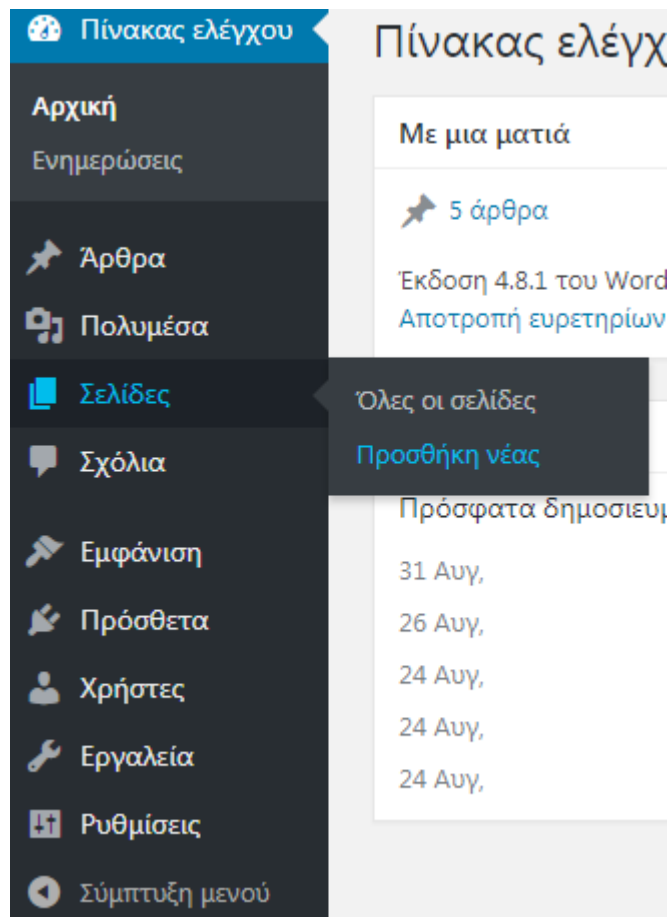 Πίνακας ελέγχου
Αρχική
Ενημερώσεις
Άρθρα
Πολυμέσα
Σελίδες
Όλες οι σελίδες
Προσθήκη νέας
Σχόλια
Εμφάνιση
Πρόσθετα
Χρήστες
Εργαλεία
Ρυθμίσεις
Σύμπτυξη μενού
Πίνακας ελέγχ
Με μια ματιά
5 άρθρα
Έκδοση 4.8.1 του Word
Αποτροπή ευρετηρίων
Πρόσφατα δημοσιευμ
31 Αυγ,
26 Αυγ,
24 Αυγ,
24 Αυγ,
24 Αυγ,